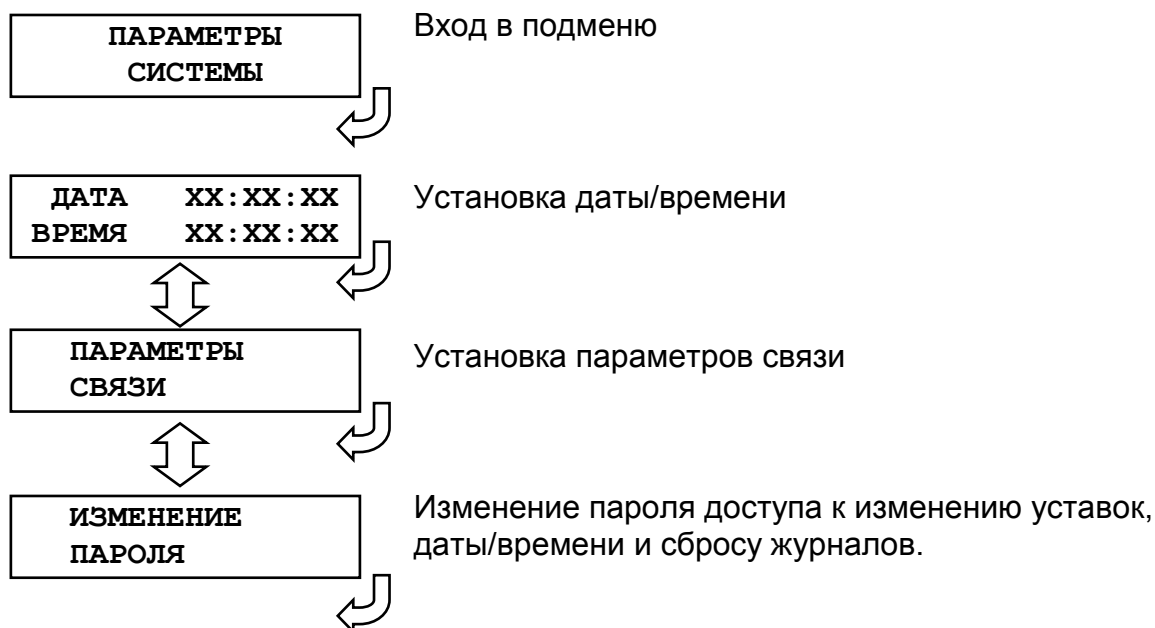 ПАРАМЕТРЫ
СИСТЕМЫ
Вход в подменю
ДАТА XX:XX:XX
ВРЕМЯ XX:XX:XX
Установка даты/времени
ПАРАМЕТРЫ
СВЯЗИ
Установка параметров связи
ИЗМЕНЕНИЕ
ПАРОЛЯ
Изменение пароля доступа к изменению уставок,
даты/времени и сбросу журналов.